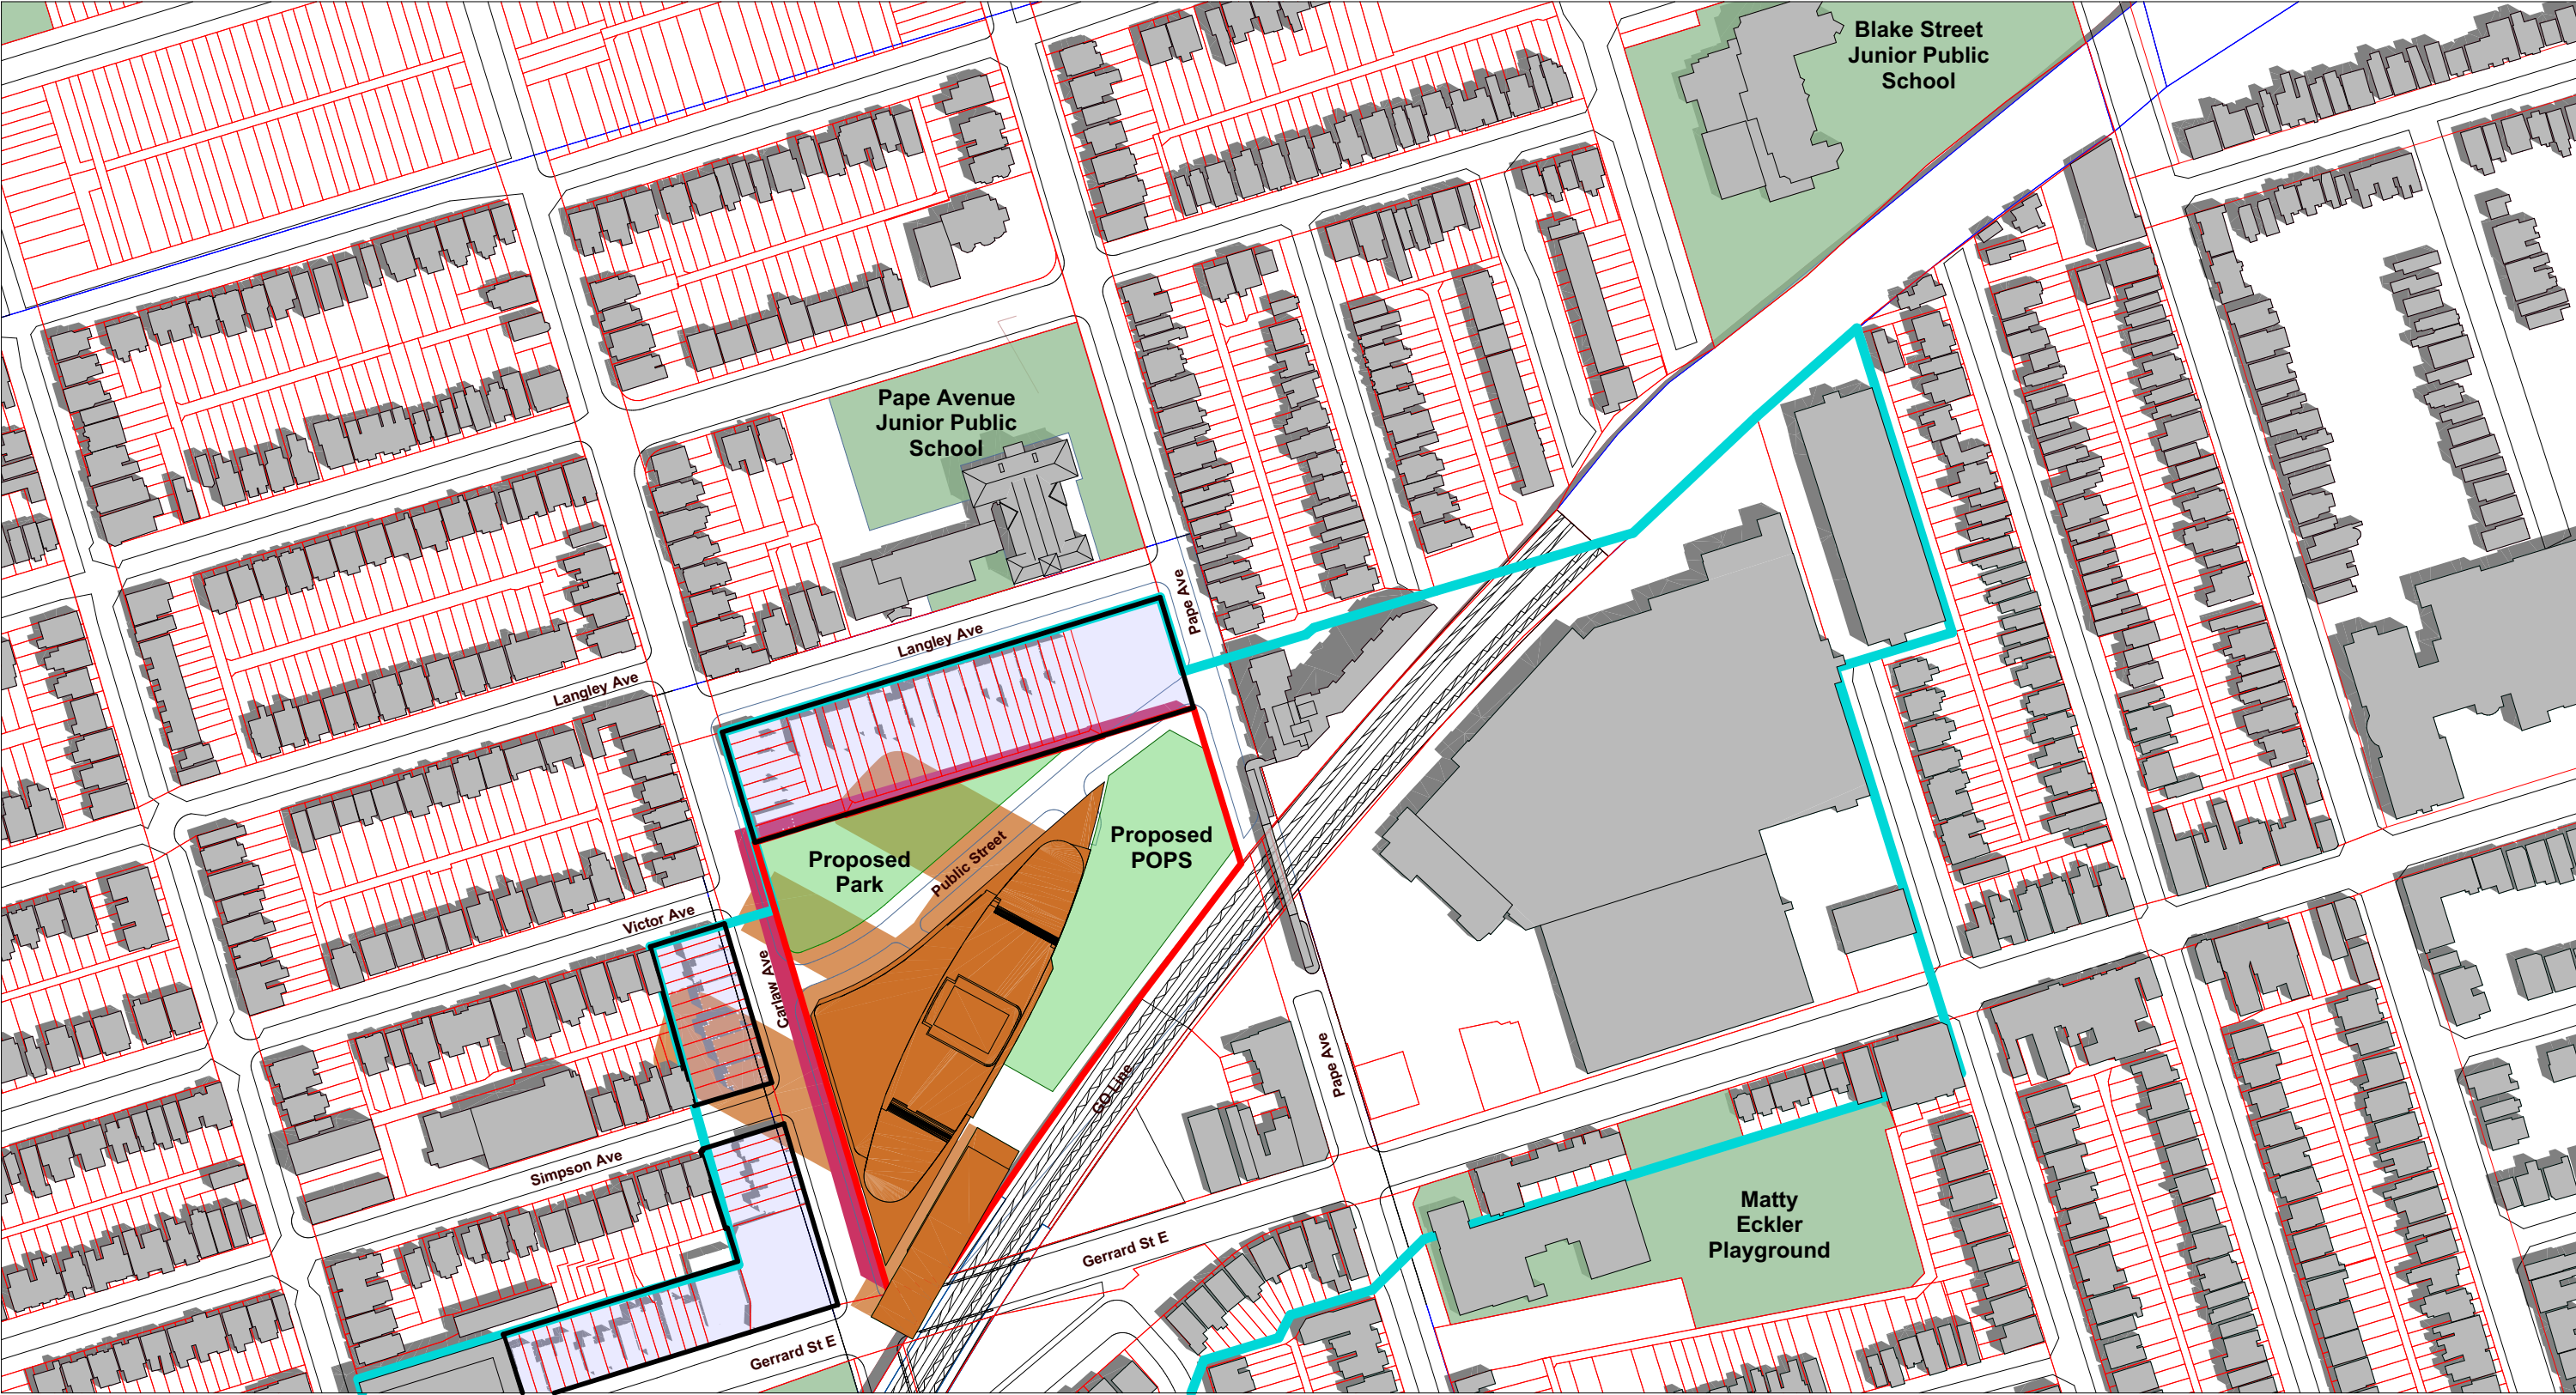 Blake Street
Junior Public
School
Pape Avenue
Junior Public
School
Pape Ave
Langley Ave
Langley Ave
Proposed
POPS
Proposed
Park
Public Street
Victor Ave
Carlaw Ave
GO Line
Pape Ave
Simpson Ave
Matty
Eckler
Playground
Gerrard St E
Gerrard St E